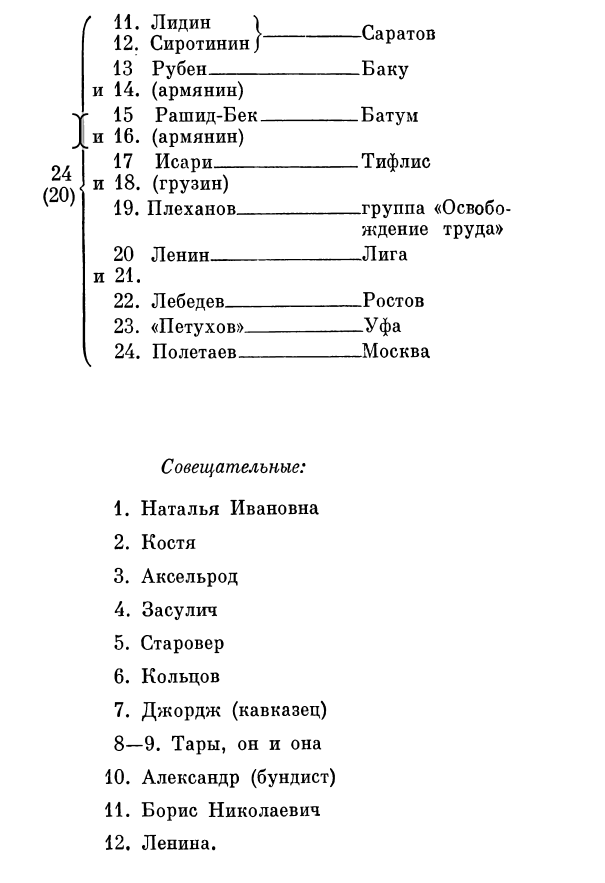 11. Лидин
12. Сиротинин
Саратов
13 Рубен Баку
и 14. (армянин)
15 Рашид-Бек Батум
и 16. (армянин)
17 Исари Тифлис
24 и 18. (грузин)
(20)
19. Плеханов группа «Освобо-
ждение труда»
20 Ленин Лига
и 21.
22. Лебедев Ростов
23. «Петухов» Уфа
24. Полетаев Москва
Совещательные:
1. Наталья Ивановна
2. Костя
3. Аксельрод
4. Засулич
5. Старовер
6. Кольцов
7. Джордж (кавказец)
8—9. Тары, он и она
10. Александр (бундист)
11. Борис Николаевич
12. Ленина.